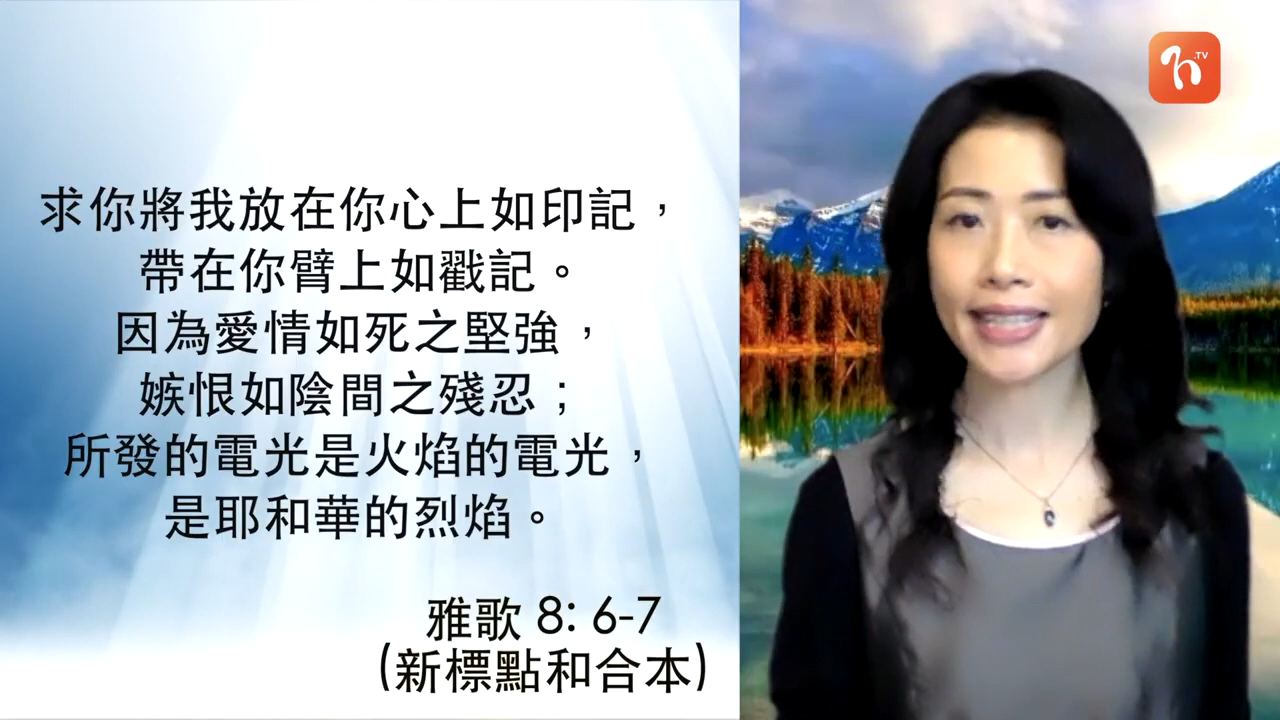 求你將我放在你心上如印記，
帶在你臂上如戳記。
因為愛情如死之堅強，
嫉恨如陰間之殘忍；
所發的電光是火焰的電光，
是耶和華的烈焰。
雅歌 8: 6-7
(新標點和合本)
h.TV